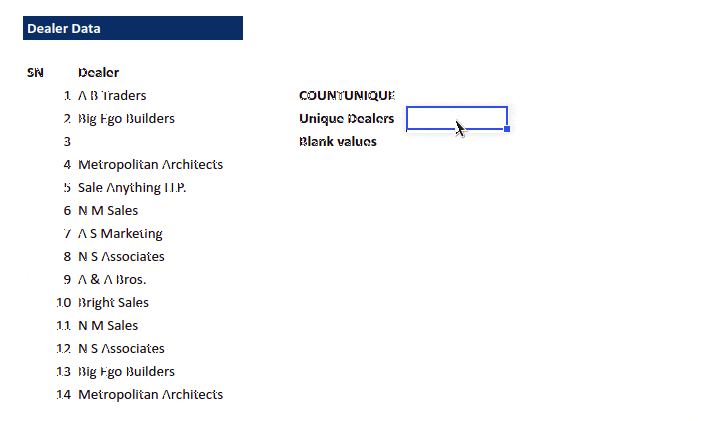 Dealer Data
SN Dealer
1 A B Traders COUNTUNIQUE
2 Big Ego Builders Unique Dealers
3 Blank values
4 Metropolitan Architects
5 Sale Anything LLP.
6 N M Sales
7 A S Marketing
8 N S Associates
9 A & A Bros.
10 Bright Sales
11 N M Sales
12 N S Associates
13 Big Ego Builders
14 Metropolitan Architects